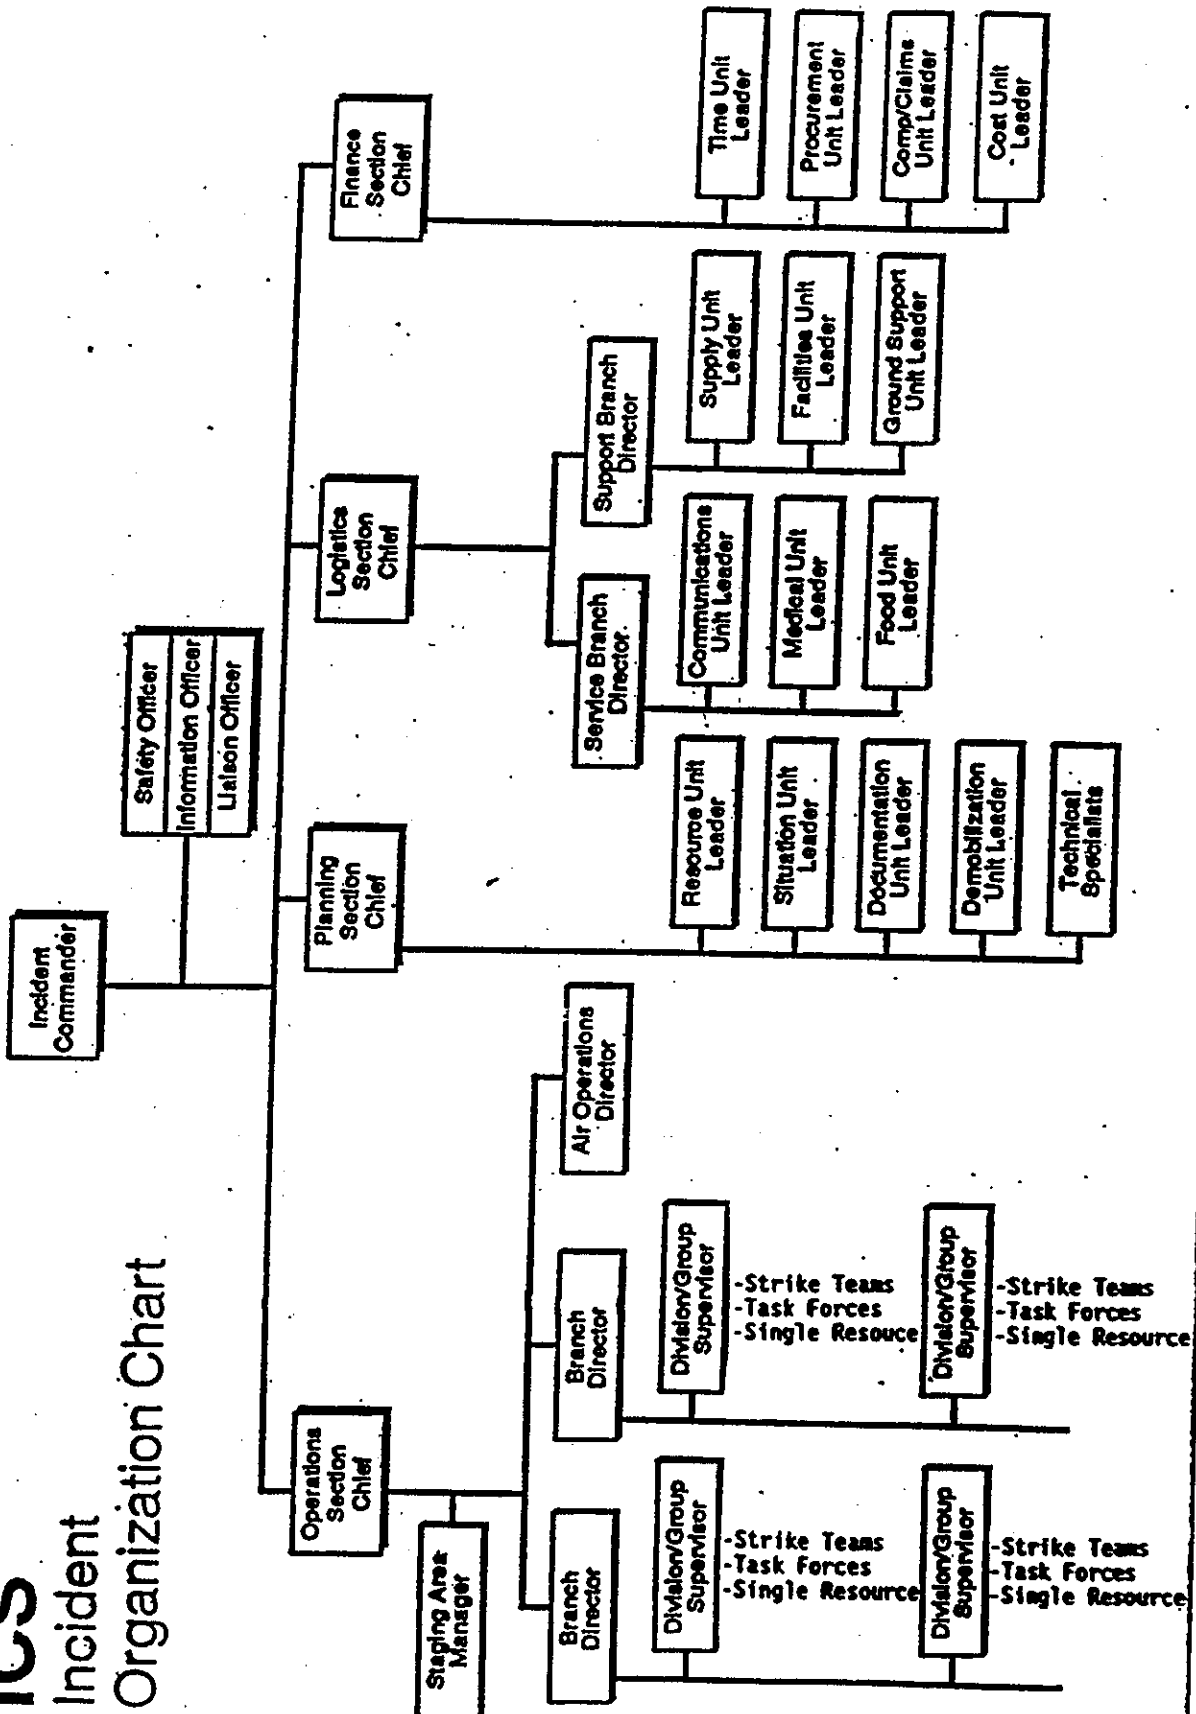 ICS
Incident
Organization Chart
Incident
Commander
Safety Officer
Information Officer
Liaison Officer
Operations
Section
Chief
Planning
Section
Chief
Logistics
Section
Chief
Finance
Section
Chief
Staging Area
Manager
Branch
Director
Branch
Director
Air Operations
Director
Service Branch
Director
Support Branch
Director
Division/Group
Supervisor
-Strike Teams
-Task Forces
-Single Resource
Division/Group
Supervisor
-Strike Teams
-Task Forces
-Single Resource
Division/Group
Supervisor
-Strike Teams
-Task Forces
-Single Resouce
Division/Group
Supervisor
-Strike Teams
-Task Forces
-Single Resource
Resource Unit
Leader
Situation Unit
Leader
Documentation
Unit Leader
Demobilization
Unit Leader
Technical
Specialists
Communications
Unit Leader
Medical Unit
Leader
Food Unit
Leader
Supply Unit
Leader
Facilities Unit
Leader
Ground Support
Unit Leader
Time Unit
Leader
Procurement
Unit Leader
Comp/Claims
Unit Leader
Cost Unit
Leader